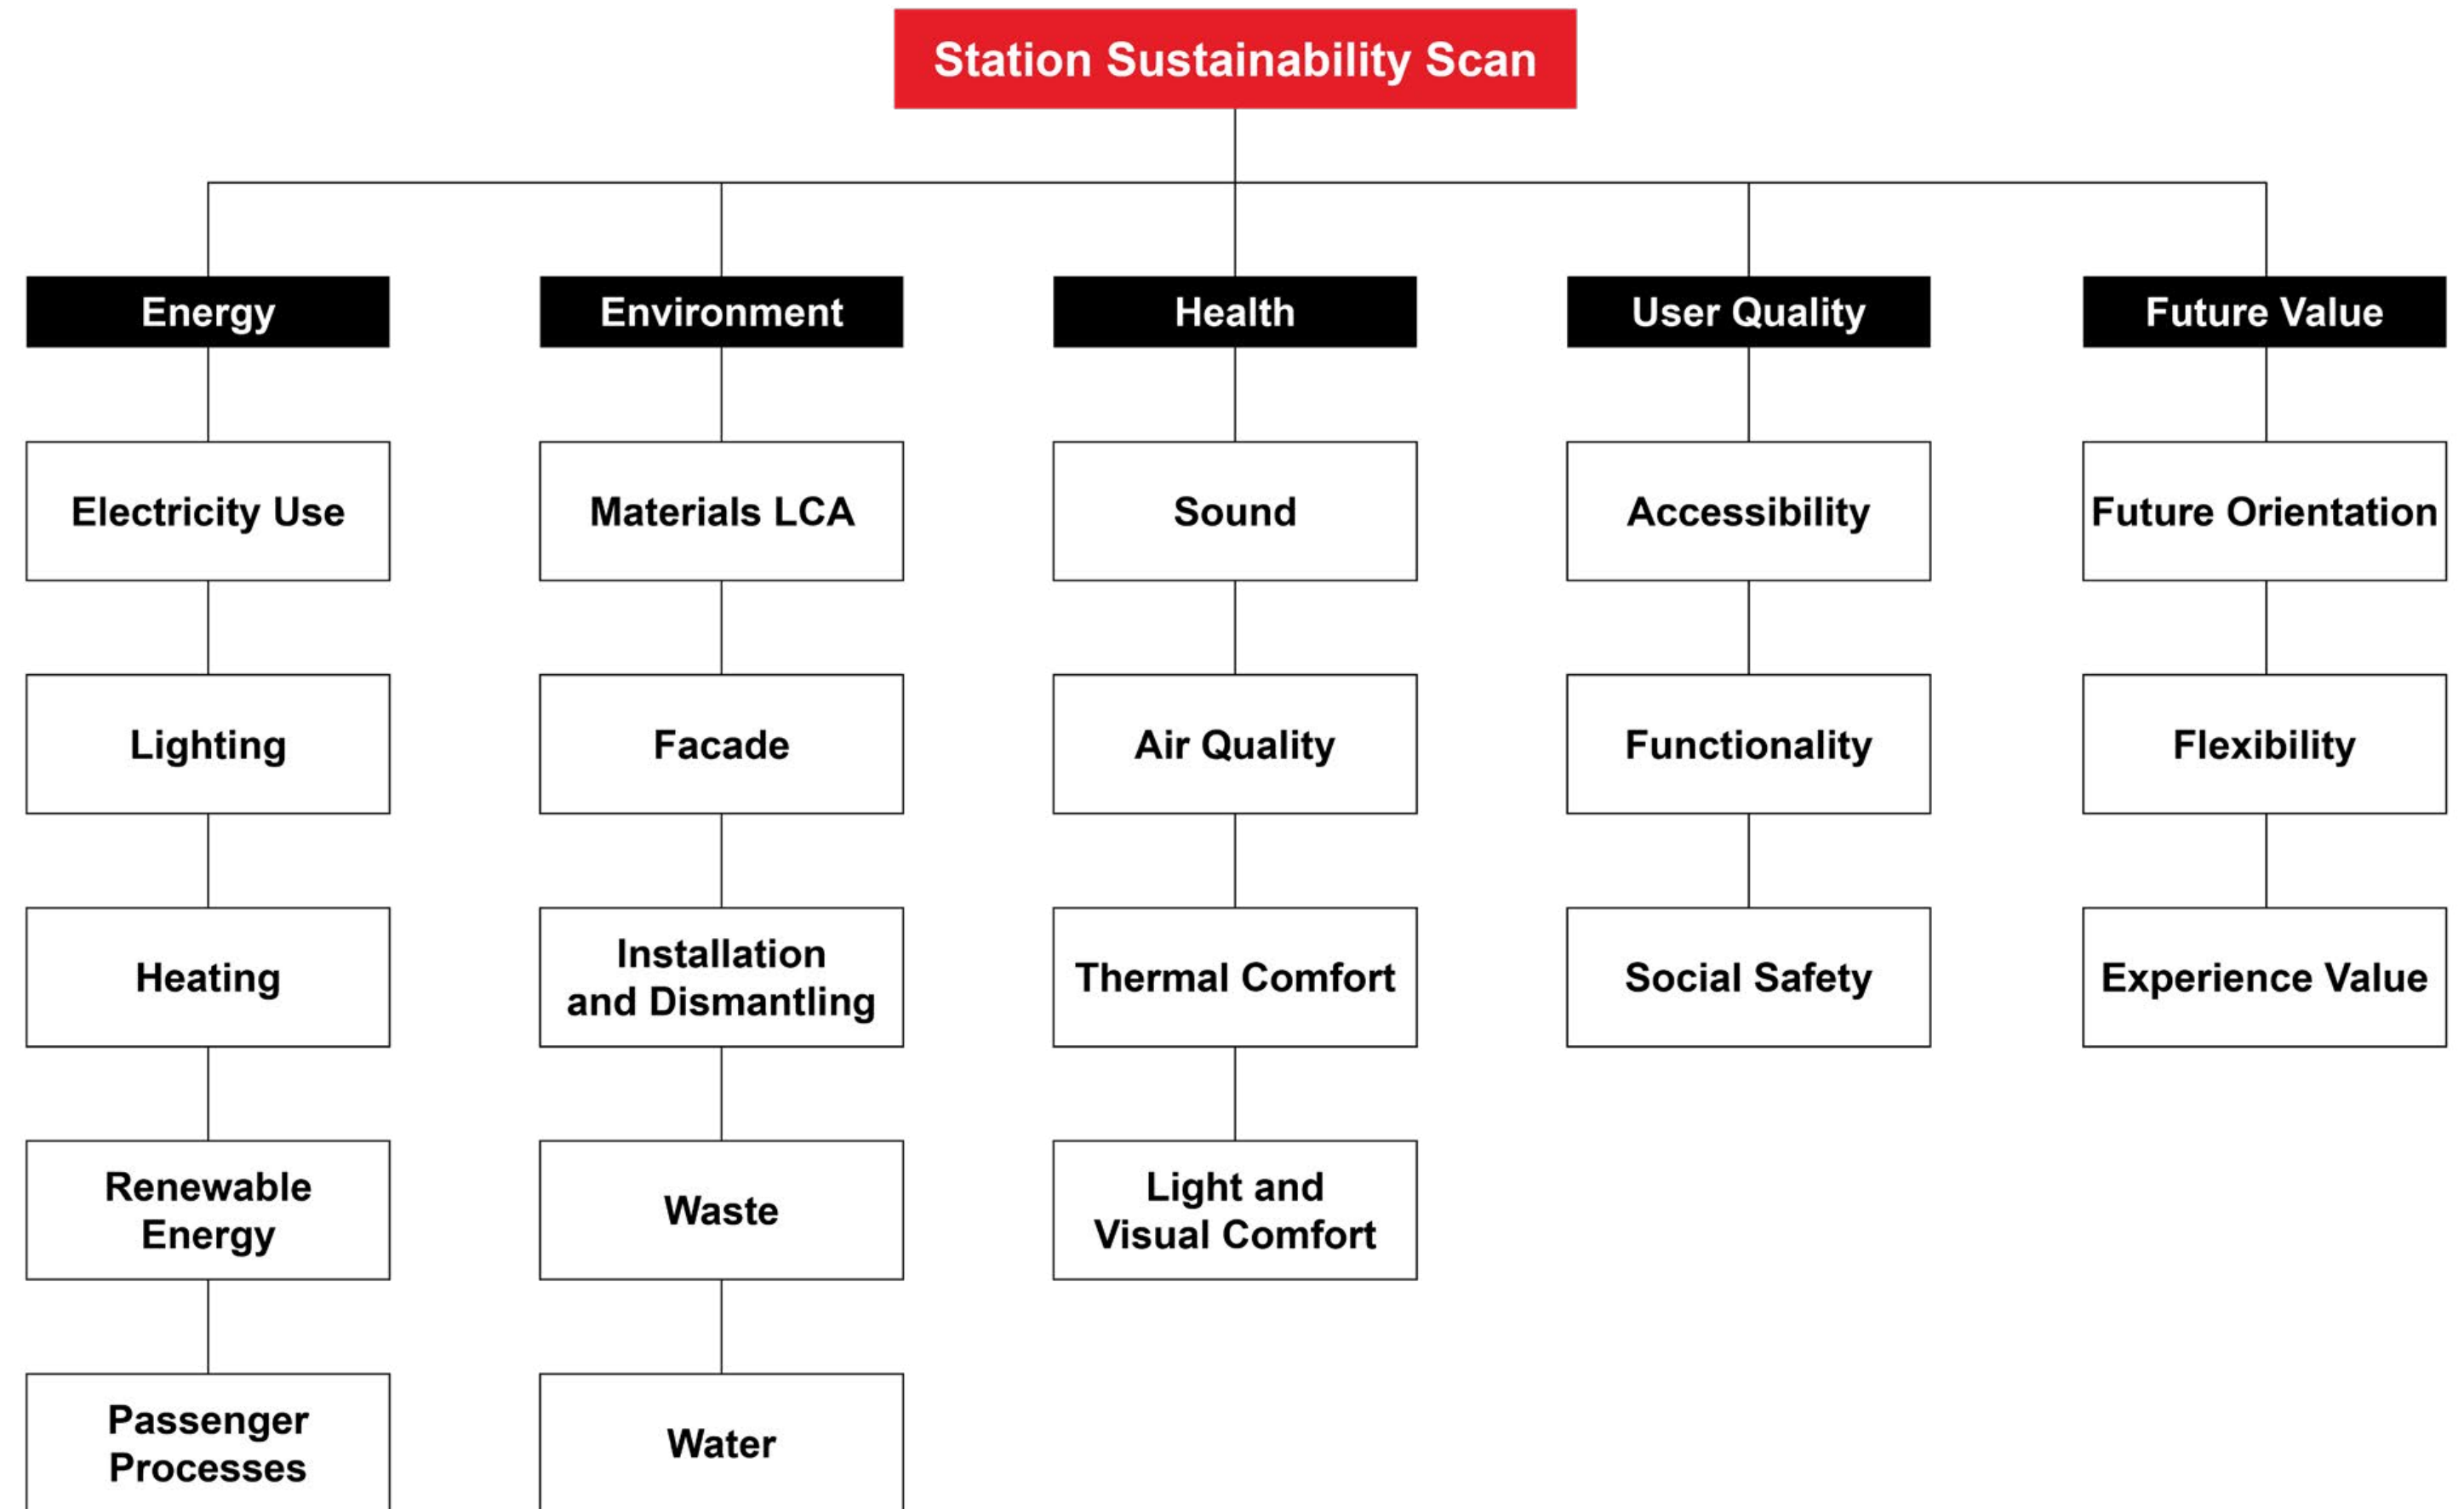 Station Sustainability Scan
Energy
Environment
Health
User Quality
Future Value
Electricity Use
Materials LCA
Sound
Accessibility
Future Orientation
Lighting
Facade
Air Quality
Functionality
Flexibility
Heating
Installation
and Dismantling
Thermal Comfort
Social Safety
Experience Value
Renewable
Energy
Waste
Light and
Visual Comfort
Passenger
Processes
Water